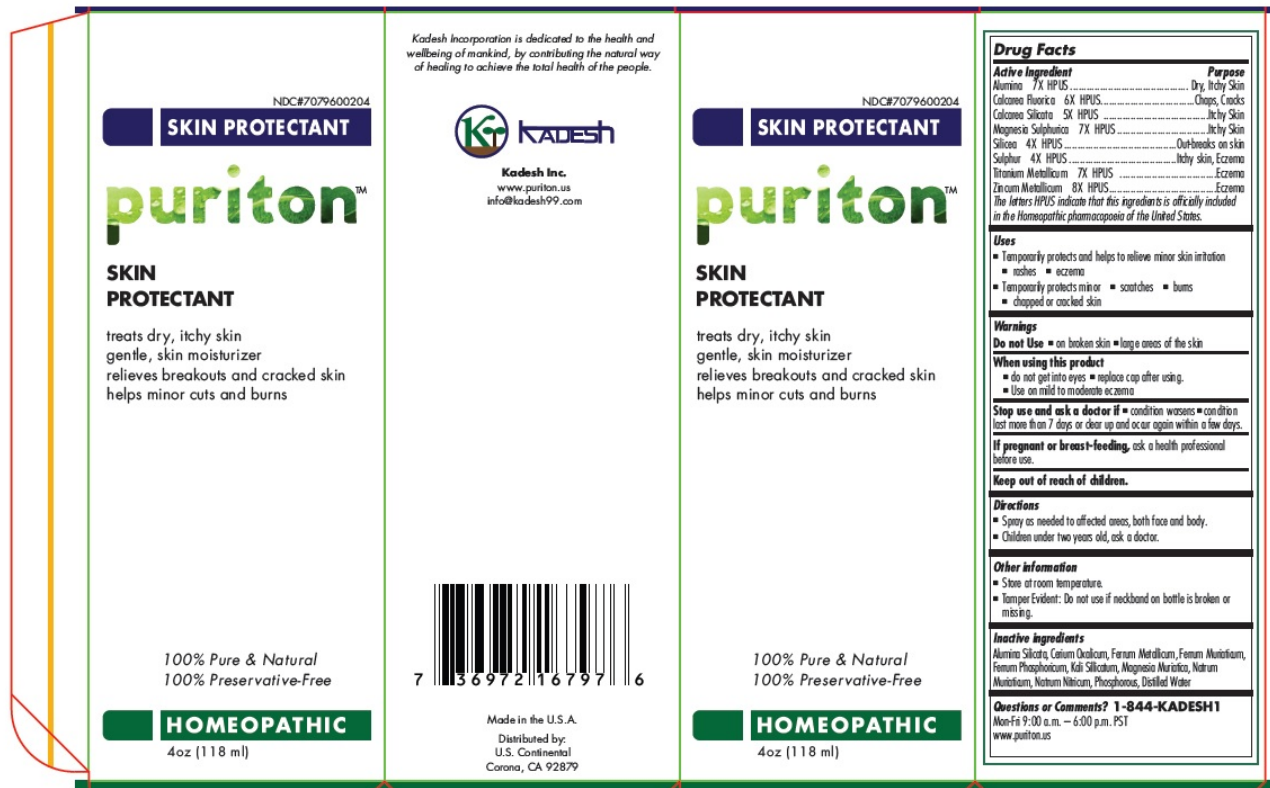 NDC#7079600204
SKIN PROTECTANT
puriton™
SKIN
PROTECTANT
treats dry, itchy skin
gentle, skin moisturizer
relieves breakouts and cracked skin
helps minor cuts and burns
100% Pure & Natural
100% Preservative-Free
HOMEOPATHIC
4oz (118 ml)
Kadesh Incorporation is dedicated to the health and
wellbeing of mankind, by contributing the natural way
of healing to achieve the total health of the people.
KADESH
Kadesh Inc.
www.puriton.us
info@kadesh99.com
7 36972 16797 6
Made in the U.S.A.
Distributed by:
U.S. Continental
Corona, CA 92879
NDC#7079600204
SKIN PROTECTANT
puriton™
SKIN
PROTECTANT
treats dry, itchy skin
gentle, skin moisturizer
relieves breakouts and cracked skin
helps minor cuts and burns
100% Pure & Natural
100% Preservative-Free
HOMEOPATHIC
4oz (118 ml)
Drug Facts
Active Ingredient Purpose
Alumina 7X HPUS ........ Dry, Itchy Skin
Calcarea Fluorica 6X HPUS ........ Chaps, Cracks
Calcarea Silicata 5X HPUS ........ Itchy Skin
Magnesia Sulphurica 7X HPUS ........ Itchy Skin
Silicea 4X HPUS ........ Out-breaks on skin
Sulphur 4X HPUS ........ Itchy skin, Eczema
Titanium Metallicum 7X HPUS ........ Eczema
Zincum Metallicum 8X HPUS ........ Eczema
The letters HPUS indicate that this ingredients is officially included
in the Homeopathic pharmacopoeia of the United States.
Uses
▪ Temporarily protects and helps to relieve minor skin irritation
▪ rashes ▪ eczema
▪ Temporarily protects minor ▪ scratches ▪ burns
▪ chapped or cracked skin
Warnings
Do not Use ▪ on broken skin ▪ large areas of the skin
When using this product
▪ do not get into eyes ▪ replace cap after using.
▪ Use on mild to moderate eczema
Stop use and ask a doctor if ▪ condition wasens ▪ condition
last more than 7 days or clear up and occur again within a few days.
If pregnant or breast-feeding, ask a health professional
before use.
Keep out of reach of children.
Directions
▪ Spray as needed to affected areas, both face and body.
▪ Children under two years old, ask a doctor.
Other information
▪ Store at room temperature.
▪ Tamper Evident: Do not use if neckband on bottle is broken or
missing.
Inactive ingredients
Alumina Silicata, Cerium Oxalicum, Ferrum Metallicum, Ferrum Muriaticum,
Ferrum Phosphoricum, Kali Sillicatum, Magnesia Muriatica, Natrum
Muriaticum, Natrum Nitricum, Phosphorous, Distilled Water
Questions or Comments? 1-844-KADESH1
Mon-Fri 9:00 a.m. – 6:00 p.m. PST
www.puriton.us